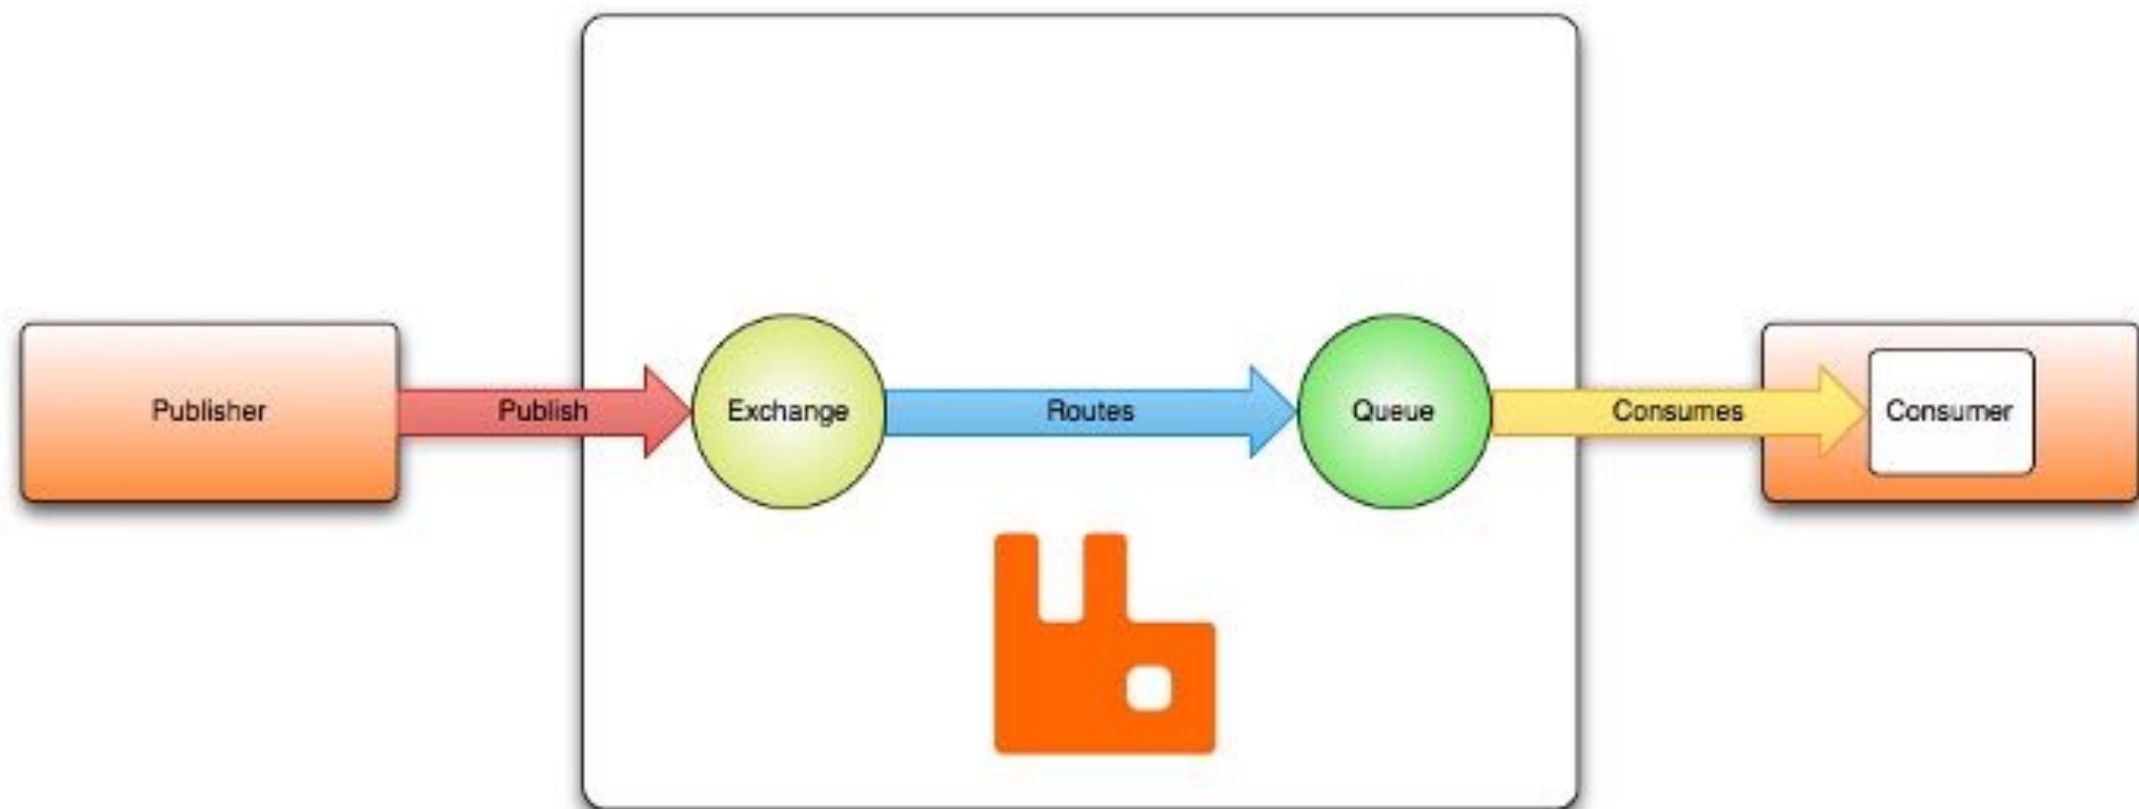 Publisher
Publish
Exchange
Routes
Queue
Consumes
Consumer